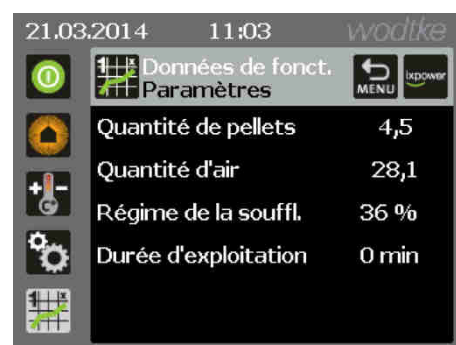 21.03.2014 11:03 wodtke
Données de fonct.
Paramètres
MENU
ixpower
Quantité de pellets 4,5
Quantité d'air 28,1
Régime de la souffl. 36 %
Durée d'exploitation 0 min